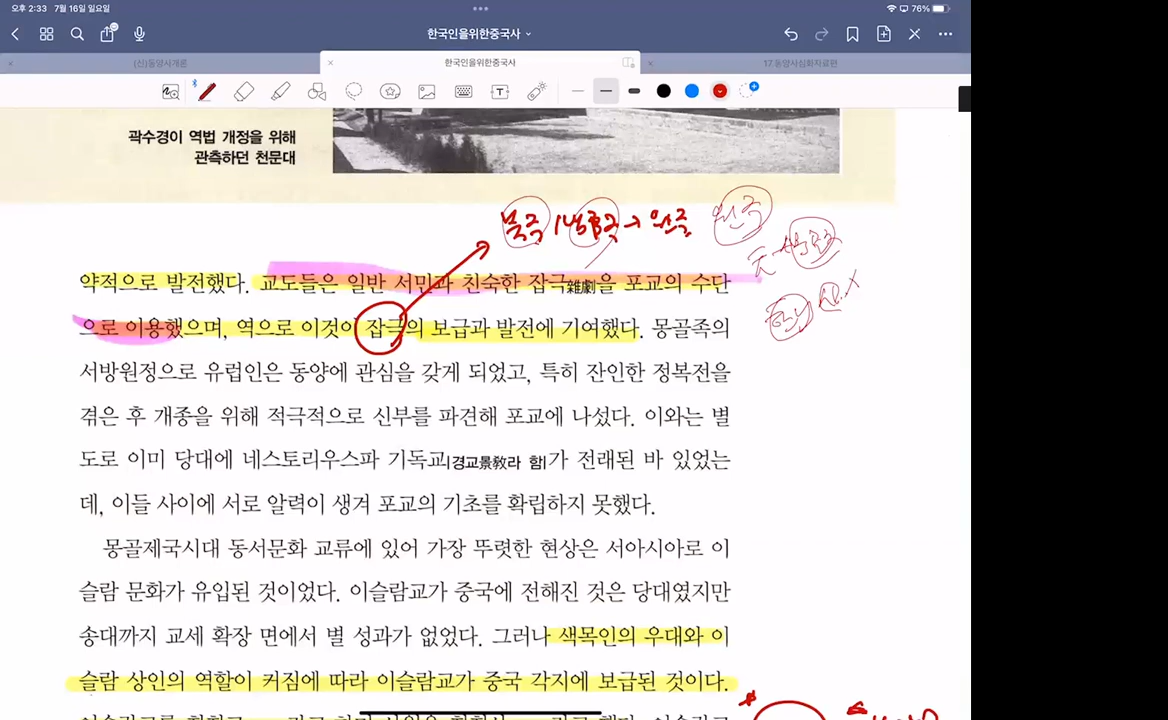 오후 2:33 7월 16일 일요일
76%
한국인을위한중국사
(신)동양사개론
한국인을위한중국사
17.동양사심화자료편
곽수경이 역법 개정을 위해
관측하던 천문대
북극
약적으로 발전했다. 교도들은 일반 서민과 친숙한 잡극雜劇을 포교의 수단
으로 이용했으며, 역으로 이것이 잡극의 보급과 발전에 기여했다. 몽골족의
서방원정으로 유럽인은 동양에 관심을 갖게 되었고, 특히 잔인한 정복전을
겪은 후 개종을 위해 적극적으로 신부를 파견해 포교에 나섰다. 이와는 별
도로 이미 당대에 네스토리우스파 기독교|경교景敎라 함|가 전래된 바 있었는
데, 이들 사이에 서로 알력이 생겨 포교의 기초를 확립하지 못했다.
몽골제국시대 동서문화 교류에 있어 가장 뚜렷한 현상은 서아시아로 이
슬람 문화가 유입된 것이었다. 이슬람교가 중국에 전해진 것은 당대였지만
송대까지 교세 확장 면에서 별 성과가 없었다. 그러나 색목인의 우대와 이
슬람 상인의 역할이 커짐에 따라 이슬람교가 중국 각지에 보급된 것이다.